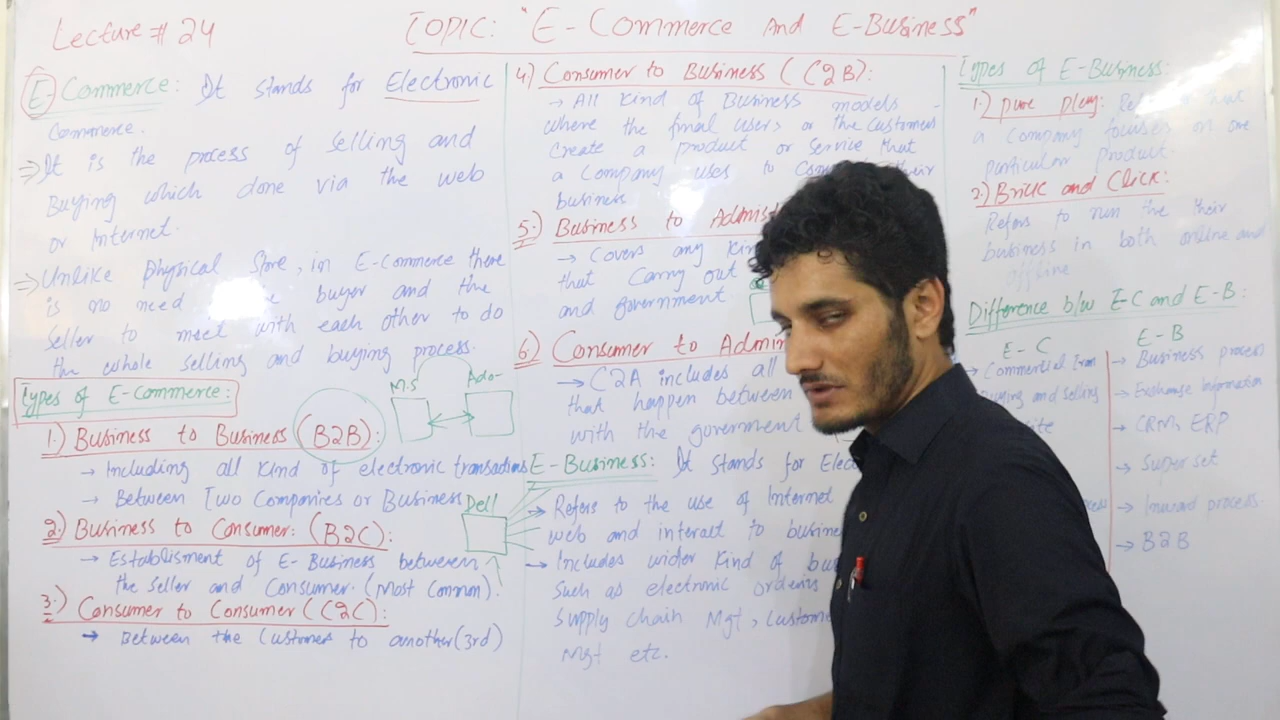 Lecture # 24
TOPIC: "E-Commerce And E-Business"
E-Commerce: It stands for Electronic
Commerce.
⇒ It is the process of selling and
Buying which done via the web
or Internet.
⇒ Unlike physical store, in E-Commerce there
is no need buyer and the
seller to meet with each other to do
the whole selling and buying process.
Types of E-Commerce:
1.) Business to Business (B2B):
→ Including all kind of electronic transactions
→ Between Two Companies or Business
M.S Ado-
2.) Business to Consumer: (B2C):
→ Establisment of E-Business between
the seller and Consumer. (Most Common).
Dell
3.) Consumer to Consumer (C2C):
→ Between the Customer to another (3rd)
4.) Consumer to Business (C2B):
→ All kind of Business models
where the final users or the Customers
Create a product or Service that
a Company uses to their
business
5.) Business to
→ Covers any
that Carry out
and government
6.) Consumer to
→ C2A includes all
that happen between
with the government
E-Business: It stands for
→ Refers to the use of Internet
web and interact to
→ Includes wider kind of
Such as electronic orders
Supply chain Mgt, 
Mgt etc.
Types of E-Business:
1.) pure play:
a Company focuses on one
particular product.
2.) Brick and Click:
Refers to run the their
business in both online and
offline
Difference b/w E-C and E-B:
E-C
→ Commercial
buying and selling
E-B
→ Business process
→ Exchange Information
→ CRM, ERP
→ Super set
→ Inward process.
→ B2B